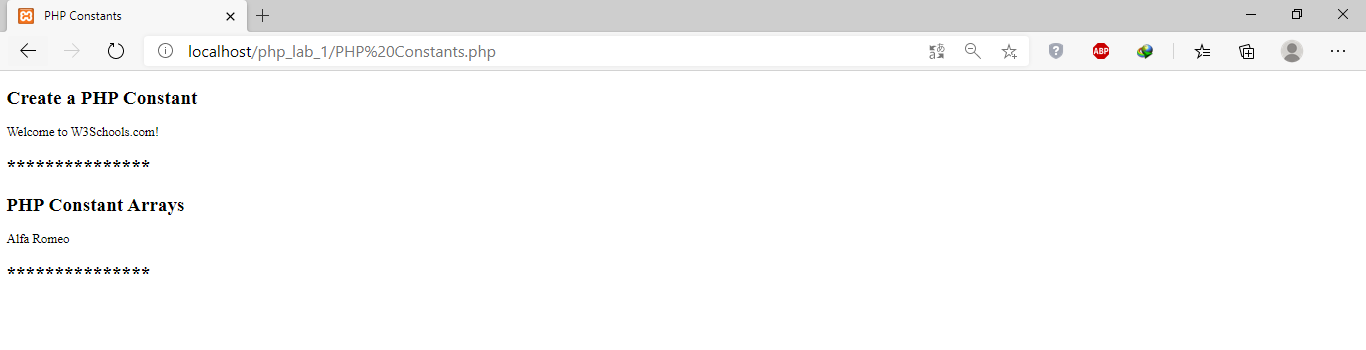 PHP Constants
localhost/php_lab_1/PHP%20Constants.php
ABP
Create a PHP Constant
Welcome to W3Schools.com!
***************
PHP Constant Arrays
Alfa Romeo
***************